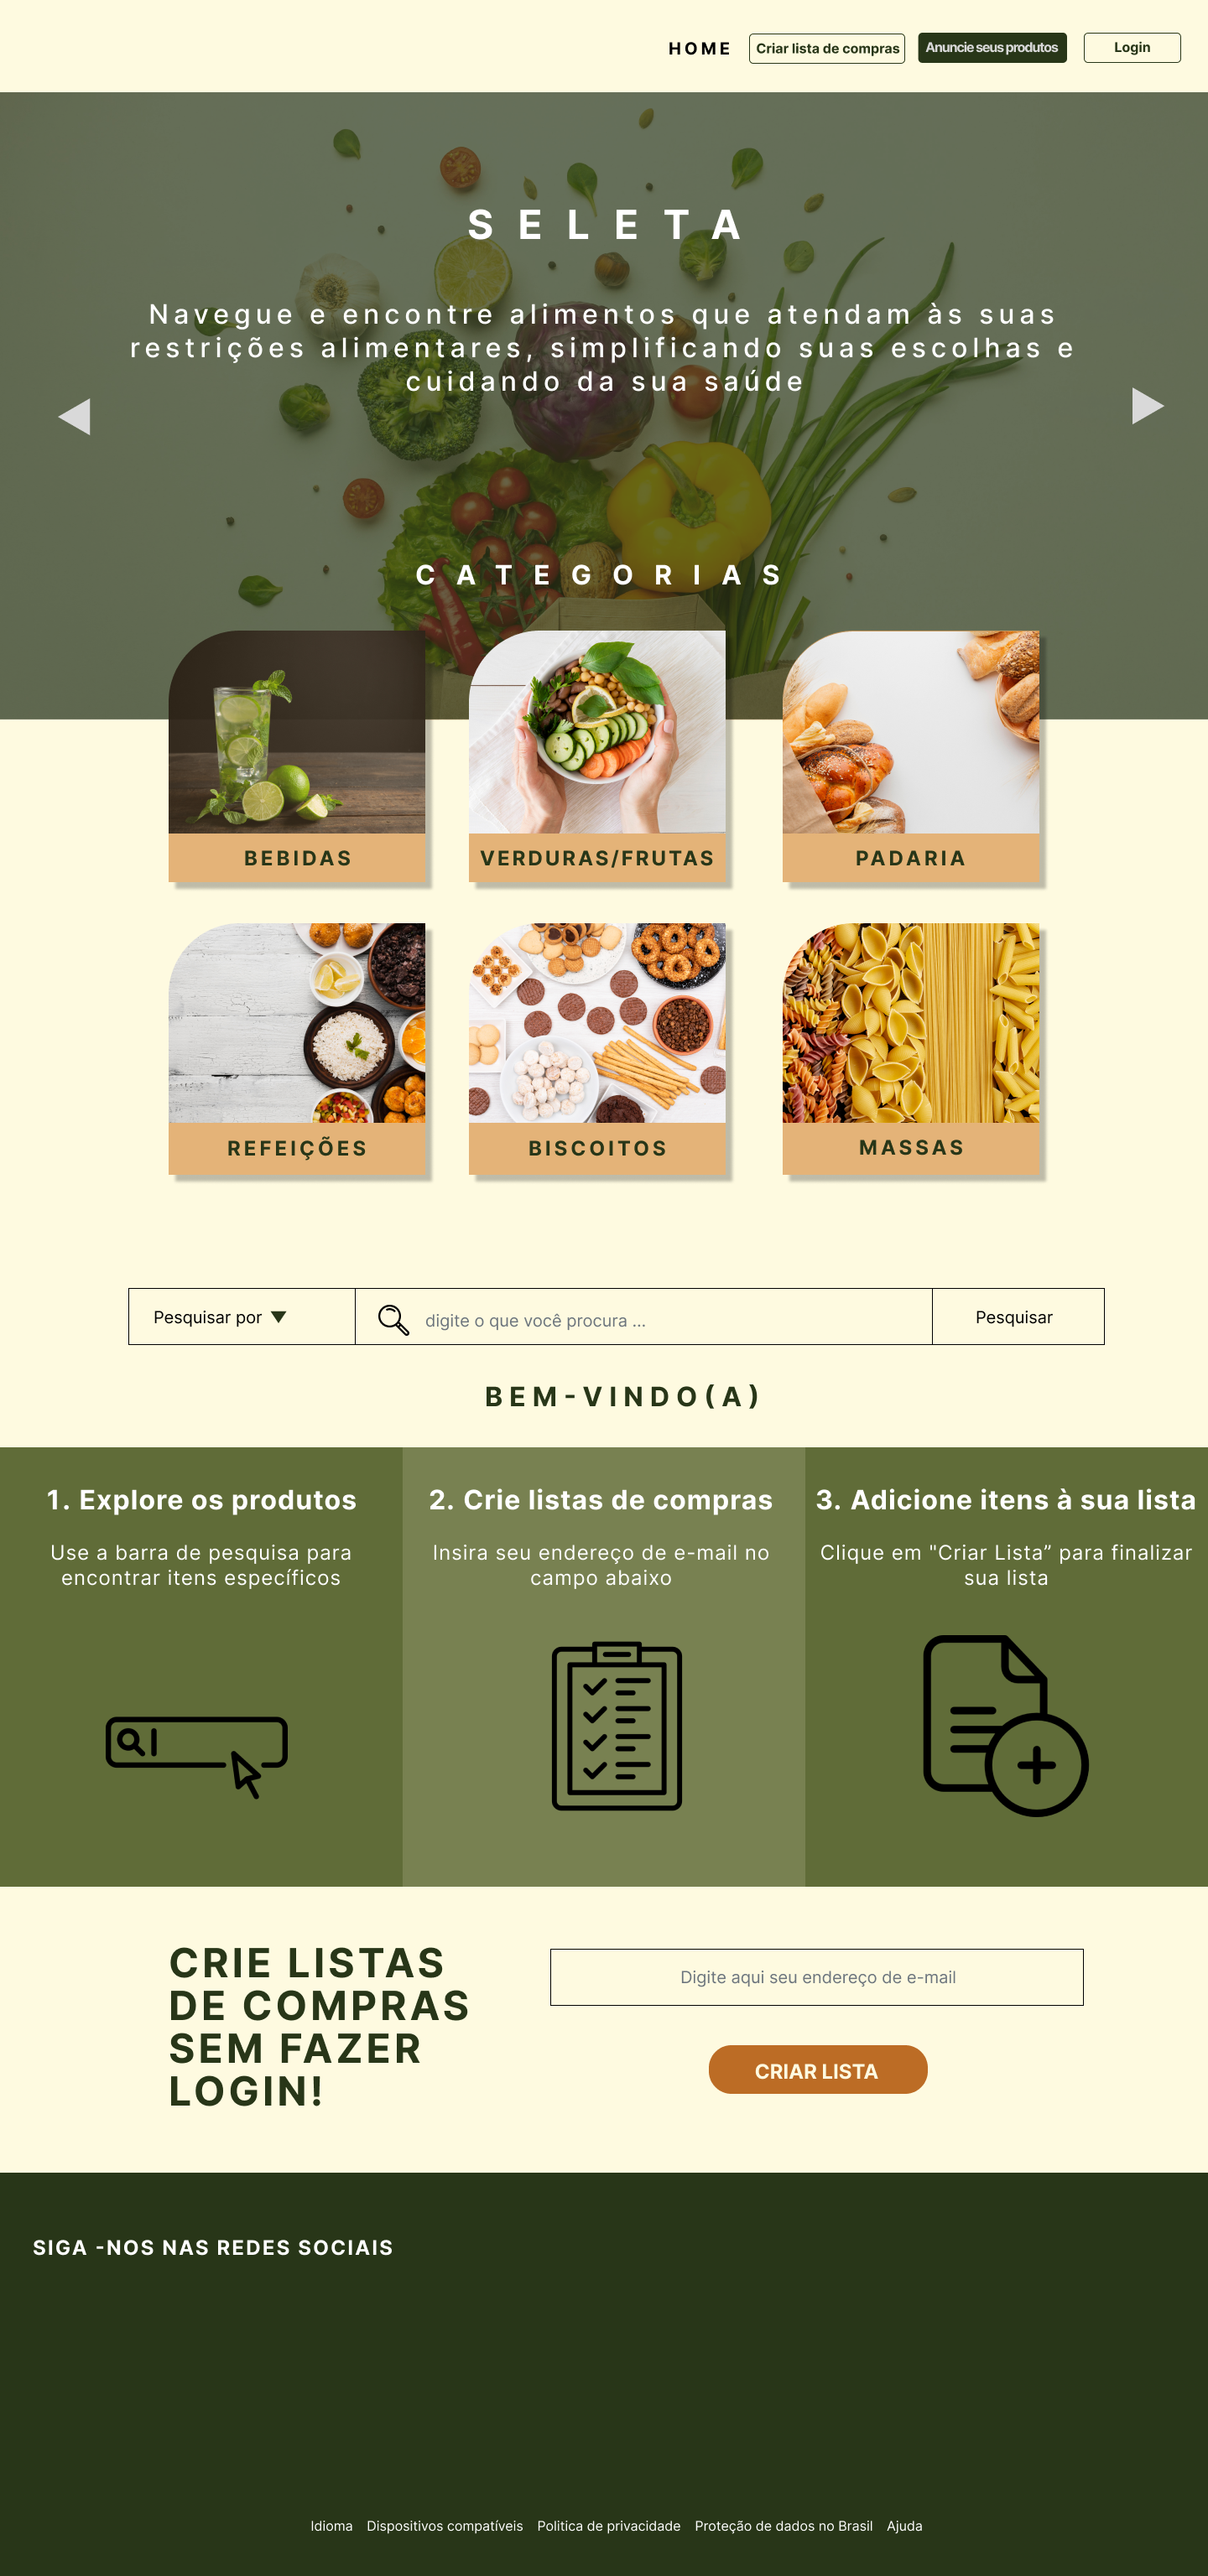 HOME
Criar lista de compras
Anuncie seus produtos
Login
SELETA
Navegue e encontre alimentos que atendam às suas
restrições alimentares, simplificando suas escolhas e
cuidando da sua saúde
CATEGORIAS
BEBIDAS
VERDURAS/FRUTAS
PADARIA
REFEIÇÕES
BISCOITOS
MASSAS
Pesquisar por
digite o que você procura ...
Pesquisar
BEM-VINDO(A)
1. Explore os produtos
Use a barra de pesquisa para
encontrar itens específicos
2. Crie listas de compras
Insira seu endereço de e-mail no
campo abaixo
3. Adicione itens à sua lista
Clique em "Criar Lista” para finalizar
sua lista
CRIE LISTAS
DE COMPRAS
SEM FAZER
LOGIN!
Digite aqui seu endereço de e-mail
CRIAR LISTA
SIGA -NOS NAS REDES SOCIAIS
Idioma
Dispositivos compatíveis
Politica de privacidade
Proteção de dados no Brasil
Ajuda